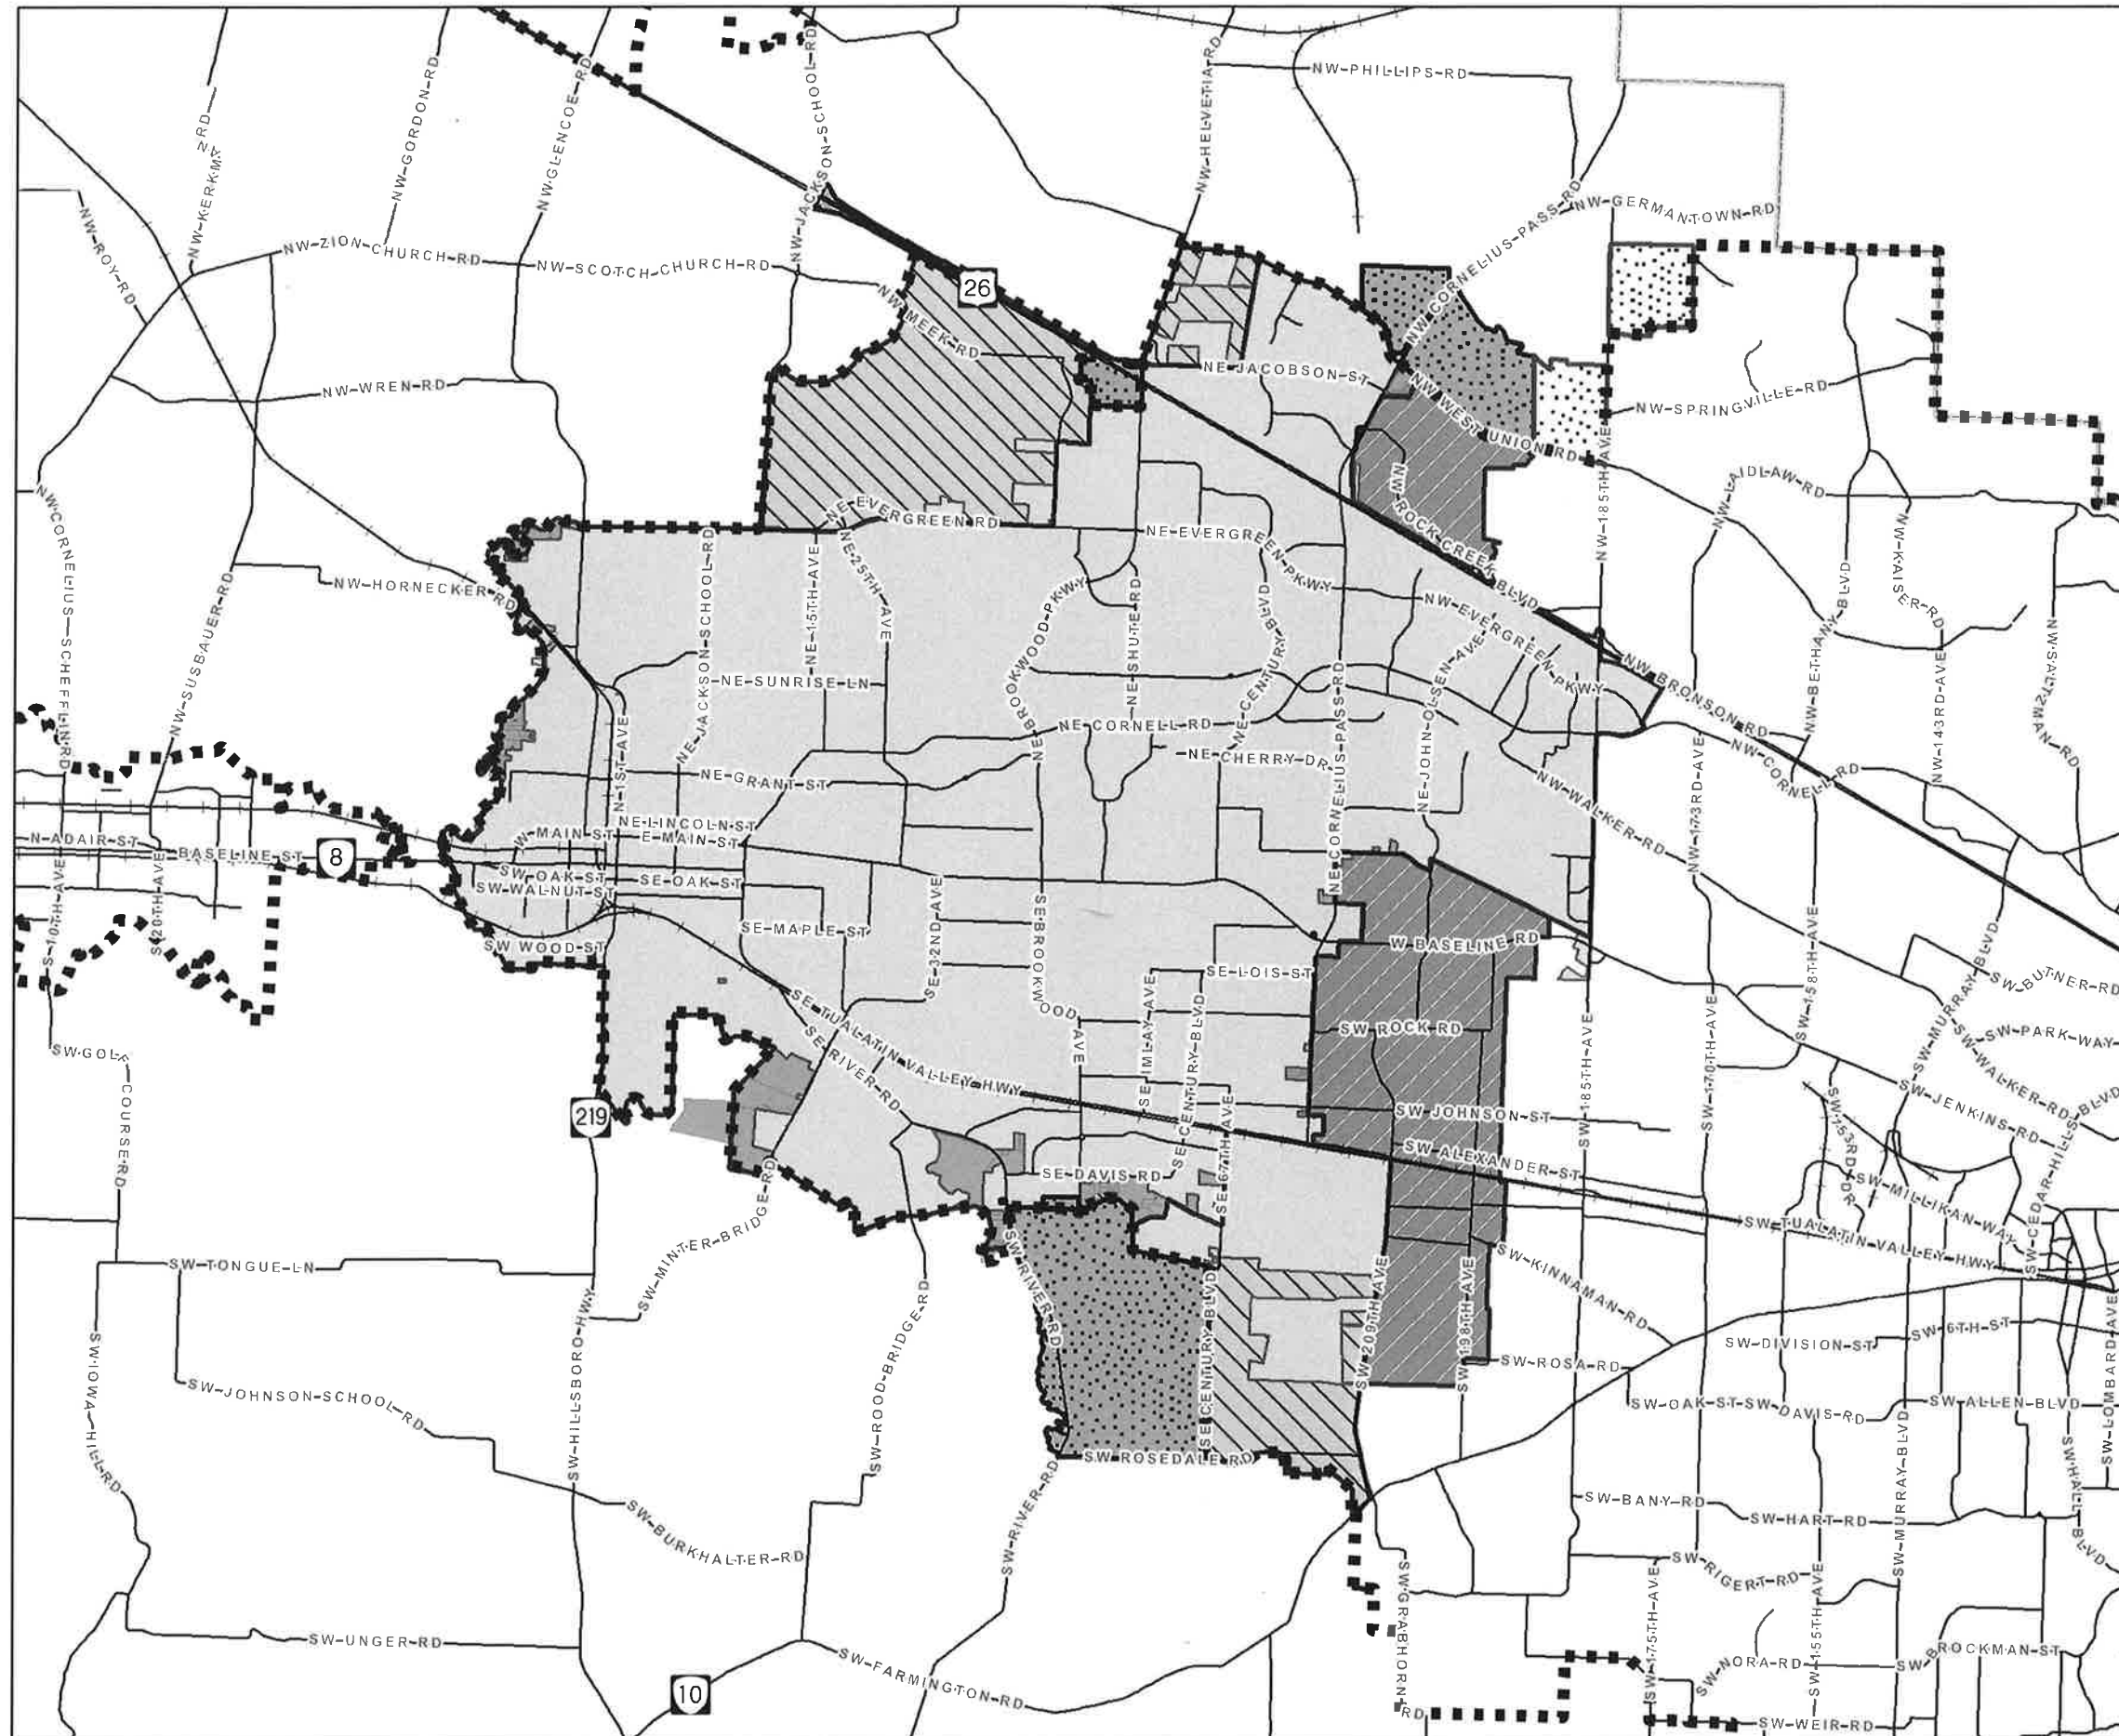 NW-PHILLIPS-RD
NW-HELVETIA-RD
NW-JACKSON-SCHOOL-RD
NW-GORDON-RD
NW-GLENCOE-RD
NW-KERKMAN RD
NW-ROY-RD
NW-ZION-CHURCH-RD
NW-SCOTCH-CHURCH-RD
26
NW-MEEK-RD
NW-CORNELIUS-PASS-RD
NW-GERMANTOWN-RD
NE JACOBSON ST
NW-WREN-RD
NW-WEST UNION RD
NW-SPRINGVILLE-RD
NW-LAIDLAW-RD
NW-185TH-AVE
NW-ROCK CREEK BLVD
NE EVERGREEN RD
NE-EVERGREEN-PKWY
NW-EVERGREEN-PKWY
NW-CORNELIUS-SCHEFFLIN-RD
NW-SUSBAUER-RD
NW-HORNECKER-RD
NE-JACKSON-SCHOOL-RD
NE-15TH-AVE
NE-25TH-AVE
NE-BROOKWOOD-PKWY
NE-SHUTE-RD
NE-CENTURY-BLVD
NE-CORNELIUS-PASS-RD
NE-JOHN-OLSEN-AVE
NE-SUNRISE-LN
NE CORNELL RD
NE-CHERRY-DR
NE-GRANT-ST
N-1ST-AVE
NW-BRONSON-RD
NW-CORNELL-RD
NW-WALKER-RD
NW-173RD-AVE
NW-BETHANY-BLVD
NW-KAISER-RD
NW-143RD-AVE
NW-SALTZMAN-RD
NE-LINCOLN-ST
W-MAIN-ST
E-MAIN-ST
N-ADAIR-ST
BASELINE ST
8
SW OAK ST
SE-OAK-ST
SW WALNUT ST
SE-MAPLE-ST
SW WOOD ST
S-10TH-AVE
S-20TH-AVE
SE-32ND-AVE
SE-BROOKWOOD AVE
SE-LOIS-ST
W BASELINE RD
SW ROCK RD
SE-TUALATIN-VALLEY-HWY
SE-RIVER-RD
SE-IMLAY-AVE
SE-CENTURY-BLVD
SE-67TH-AVE
SW JOHNSON-ST
SW ALEXANDER-ST
SE-DAVIS-RD
219
SW-GOLF-COURSE-RD
SW-185TH-AVE
SW-170TH-AVE
SW-158TH-AVE
SW-MURRAY-BLVD
SW-BUTNER-RD
SW-PARK-WAY
SW-WALKER-RD
SW-JENKINS-RD
SW-153RD-DR
SW-MILLIKAN-WAY
SW-CEDAR-HILLS-BLVD
SW-TUALATIN-VALLEY-HWY
SW-MINTER-BRIDGE-RD
SW-TONGUE-LN
SW-ROOD-BRIDGE-RD
SW-RIVER-RD
SE CENTURY BLVD
SW-209TH-AVE
SW-198TH AVE
SW-KINNAMAN-RD
SW-ROSA-RD
SW-DIVISION-ST
SW-6TH-ST
SW-OAK-ST
SW-DAVIS-RD
SW-ALLEN-BLVD
SW-LOMBARD-AVE
SW-HALL-BLVD
SW-IOWA-HILL-RD
SW-JOHNSON-SCHOOL-RD
SW-HILLSBORO-HWY
SW ROSEDALE RD
SW-RIVER-RD
SW-BURKHALTER-RD
SW-BANY-RD
SW-HART-RD
SW-MURRAY-BLVD
SW-RIGERT-RD
SW-GRABHORN-RD
SW-175TH-AVE
SW-155TH-AVE
SW-NORA-RD
SW-BROCKMAN-ST
SW-WEIR-RD
SW-UNGER-RD
SW-FARMINGTON-RD
10